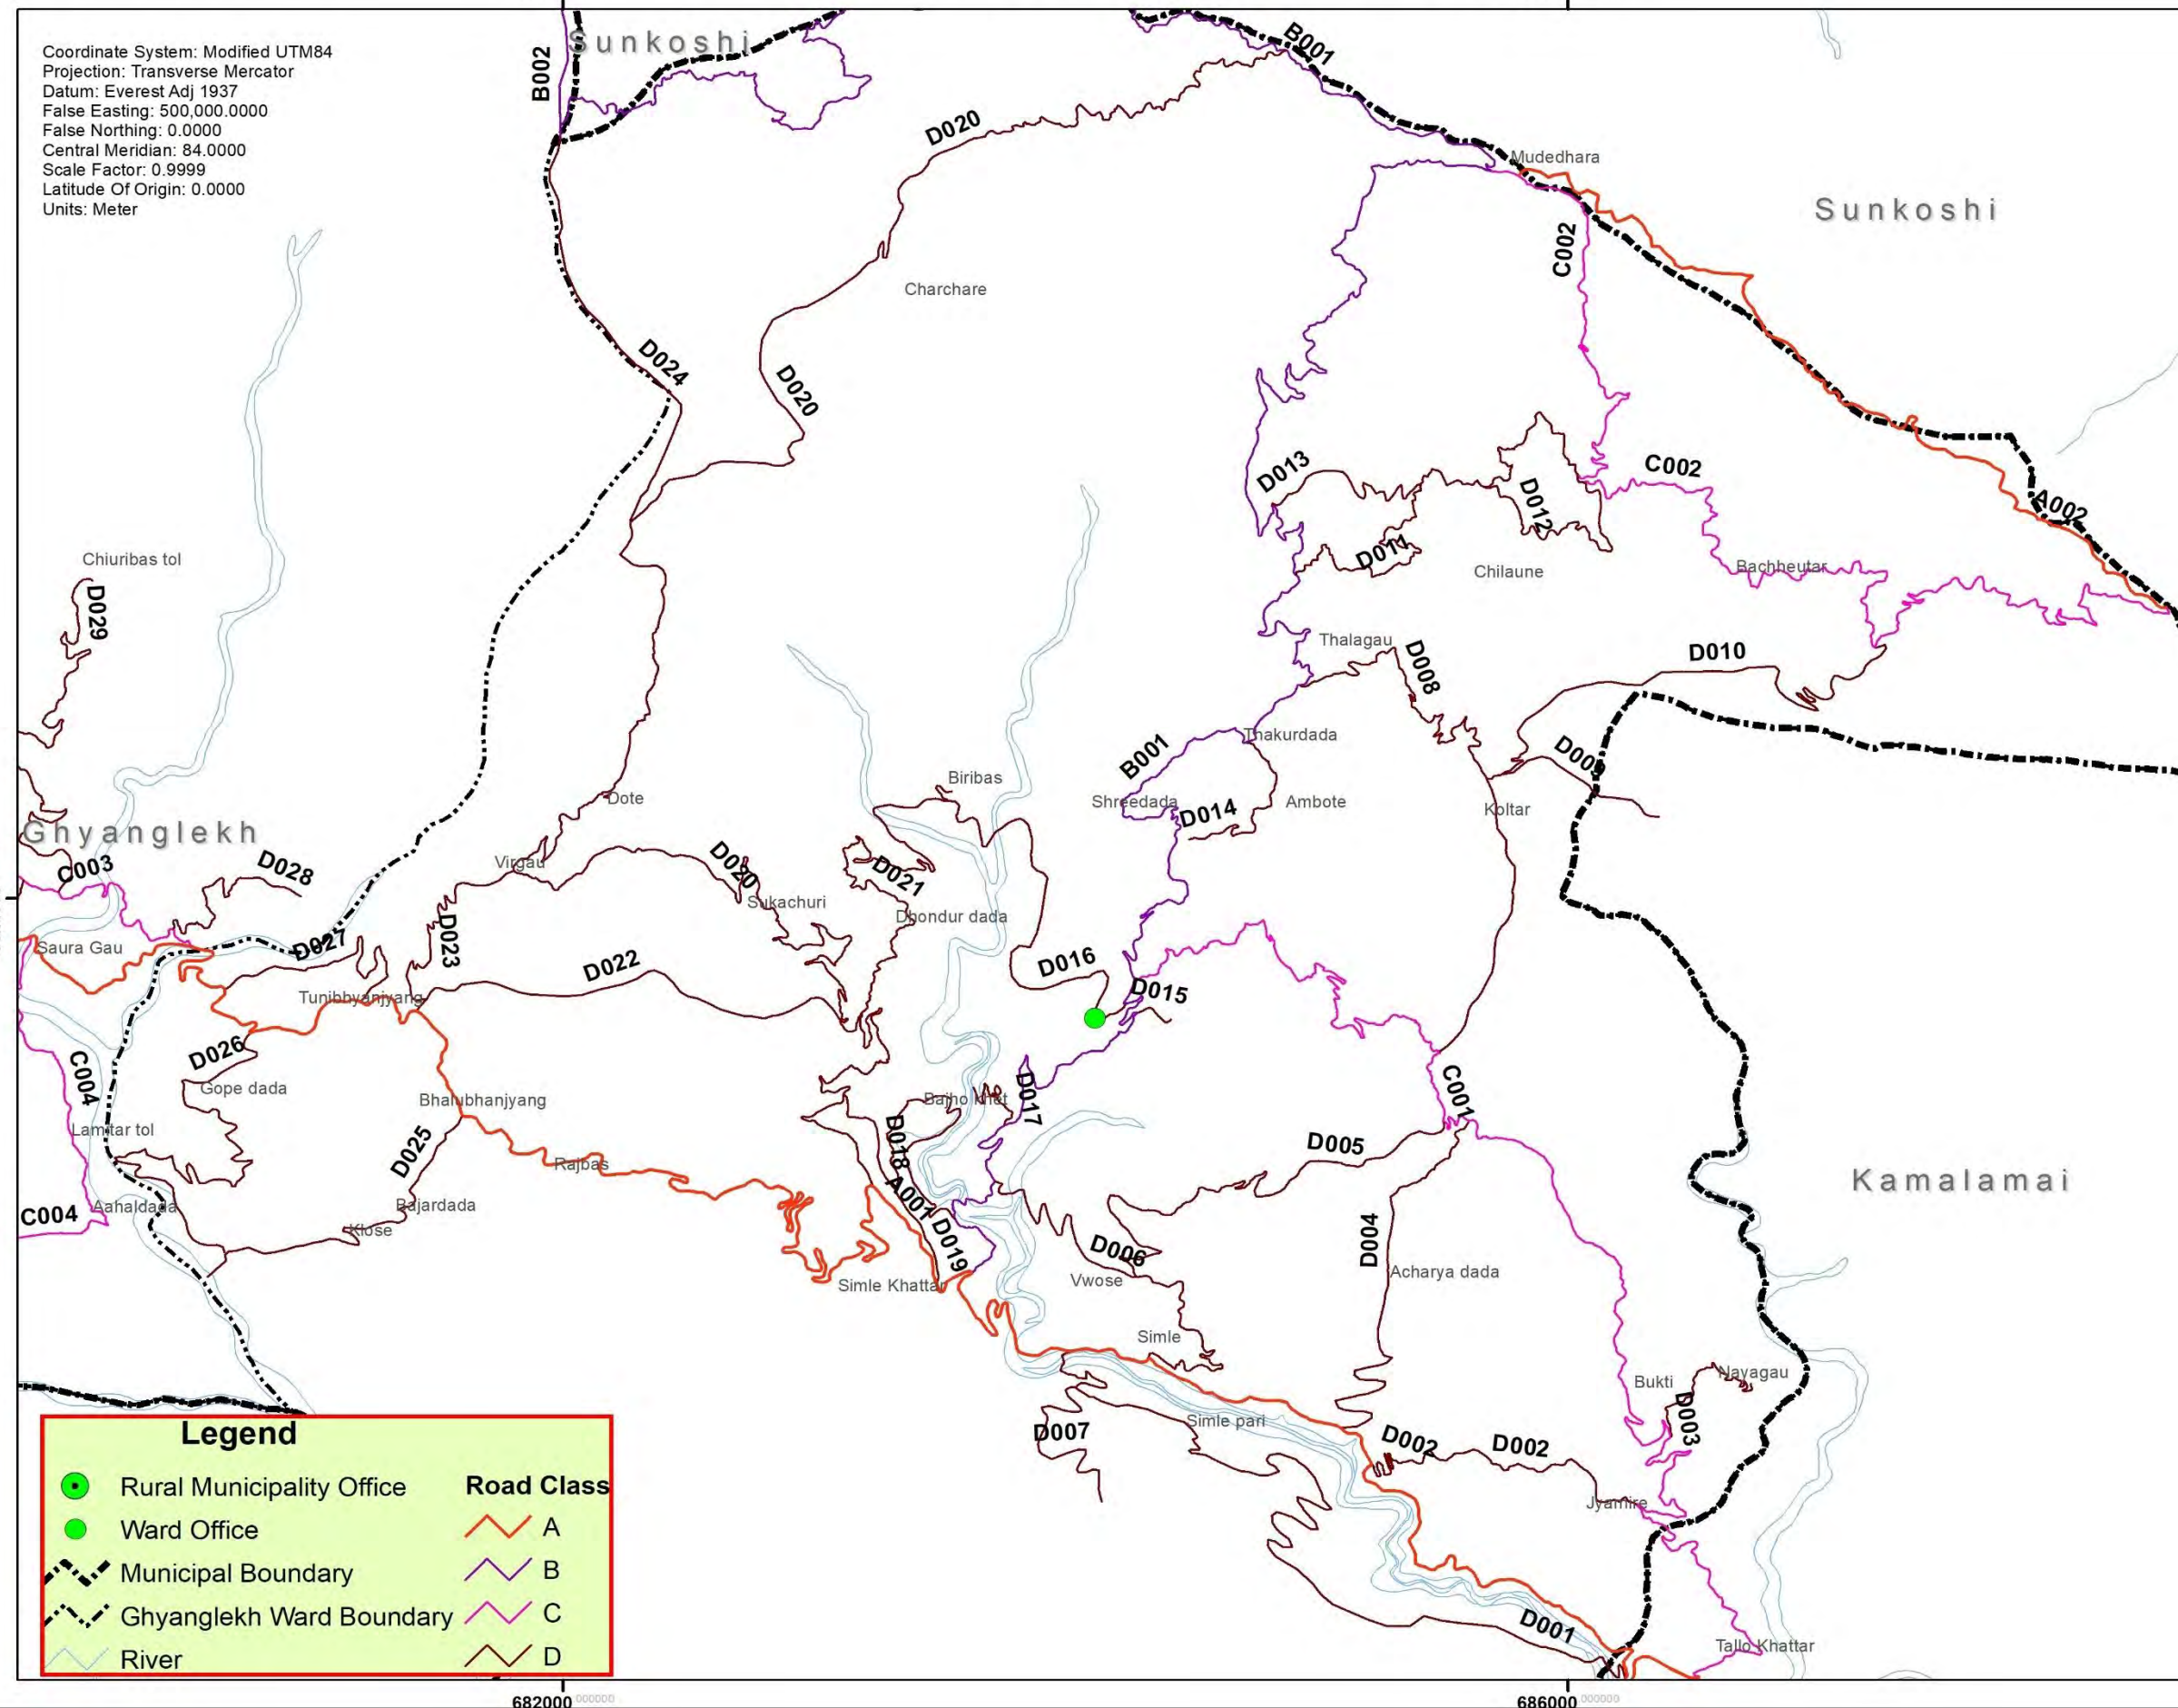 Coordinate System: Modified UTM84
Projection: Transverse Mercator
Datum: Everest Adj 1937
False Easting: 500,000.0000
False Northing: 0.0000
Central Meridian: 84.0000
Scale Factor: 0.9999
Latitude Of Origin: 0.0000
Units: Meter
B002
Sunkoshi
B001
D020
Mudedhara
Sunkoshi
C002
Charchare
D024
D020
D013
C002
D012
A002
D011
Chiuribas tol
Chilaune
Bachheutar
D029
Thalagau
D008
D010
Thakurdada
B001
D009
Biribas
Dote
Shreedada
D014
Ambote
Koltar
Ghyanglekh
C003
D028
Virgau
D020
D021
Sukachuri
Dhondur dada
D023
D027
Saura Gau
D022
D016
D015
Tunibbyanjyang
D026
C004
Gope dada
Bhalubhanjyang
Bajho khet
D017
C001
Lamitar tol
D025
D018
D005
Rajbas
A001
Kamalamai
C004
Aahaldada
Bajardada
Klose
D019
D004
D006
Simle Khattar
Vwose
Acharya dada
Simle
Bukti
Nayagau
D003
D007
Simle pari
D002
D002
Jyamire
D001
Tallo Khattar
Legend
Rural Municipality Office
Road Class
Ward Office
A
Municipal Boundary
B
Ghyanglekh Ward Boundary
C
River
D
682000.000000
686000.000000